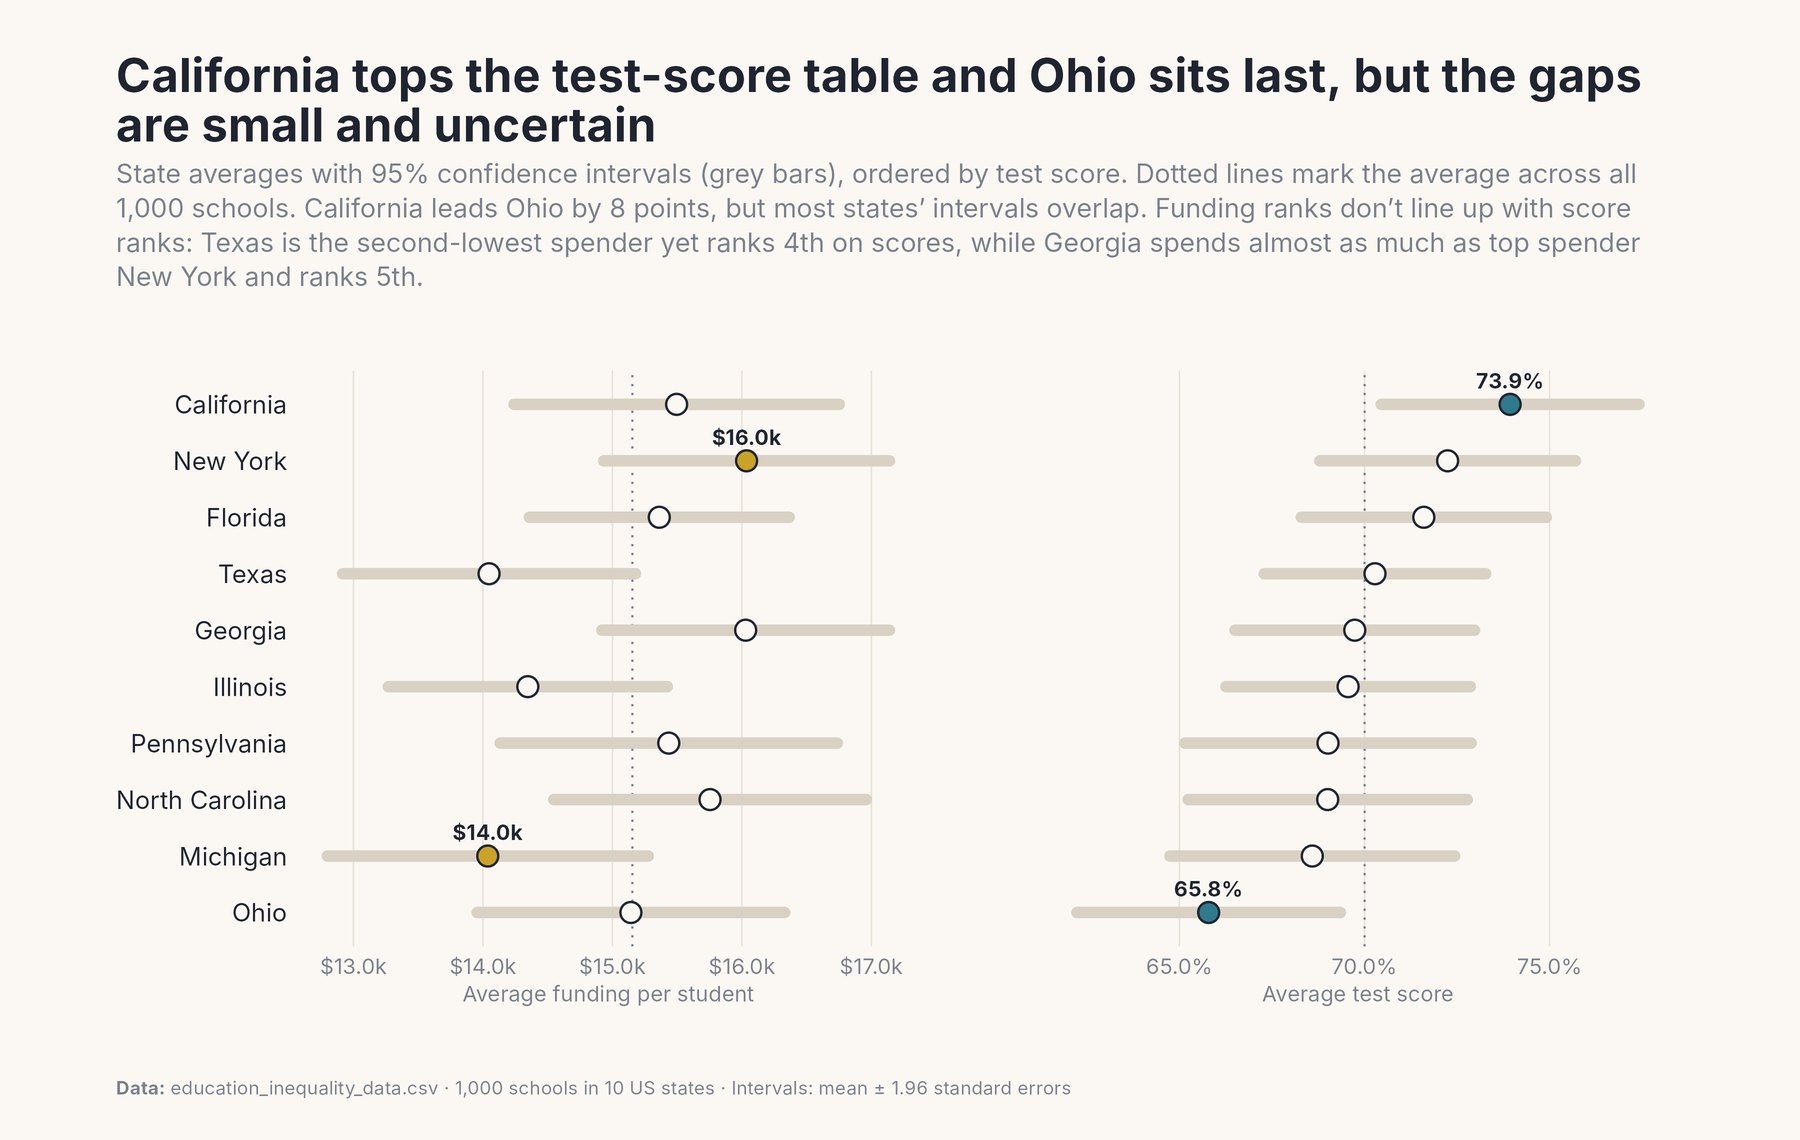 California tops the test-score table and Ohio sits last, but the gaps
are small and uncertain
State averages with 95% confidence intervals (grey bars), ordered by test score. Dotted lines mark the average across all
1,000 schools. California leads Ohio by 8 points, but most states’ intervals overlap. Funding ranks don’t line up with score
ranks: Texas is the second-lowest spender yet ranks 4th on scores, while Georgia spends almost as much as top spender
New York and ranks 5th.
73.9%
California
$16.0k
New York
Florida
Texas
Georgia
Illinois
Pennsylvania
North Carolina
$14.0k
Michigan
65.8%
Ohio
$13.0k $14.0k $15.0k $16.0k $17.0k 65.0% 70.0% 75.0%
Average funding per student Average test score
Data: education_inequality_data.csv · 1,000 schools in 10 US states · Intervals: mean ± 1.96 standard errors